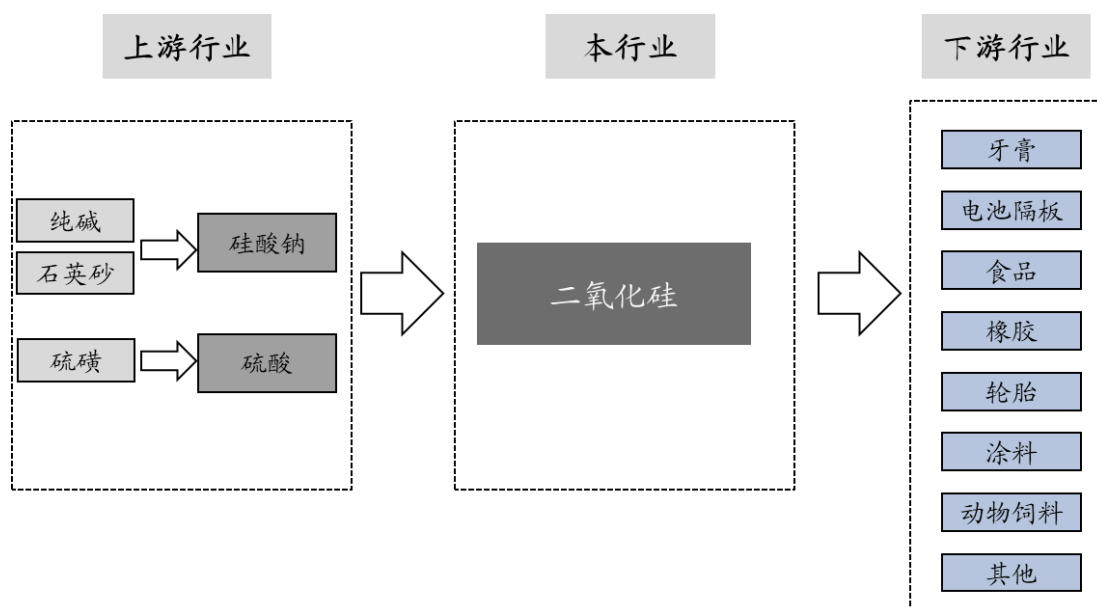 上游行业
本行业
下游行业
纯碱
石英砂
硅酸钠
硫磺
硫酸
二氧化硅
牙膏
电池隔板
食品
橡胶
轮胎
涂料
动物饲料
其他